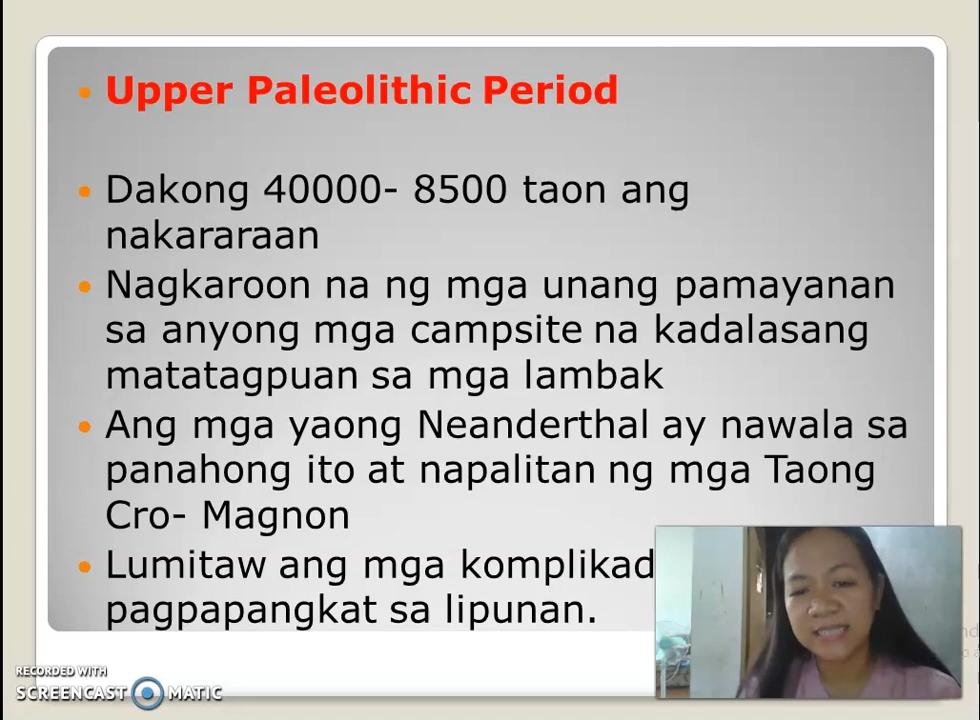 Upper Paleolithic Period
Dakong 40000- 8500 taon ang
nakararaan
Nagkaroon na ng mga unang pamayanan
sa anyong mga campsite na kadalasang
matatagpuan sa mga lambak
Ang mga yaong Neanderthal ay nawala sa
panahong ito at napalitan ng mga Taong
Cro- Magnon
Lumitaw ang mga komplikad
pagpapangkat sa lipunan.
RECORDED WITH
SCREENCAST MATIC